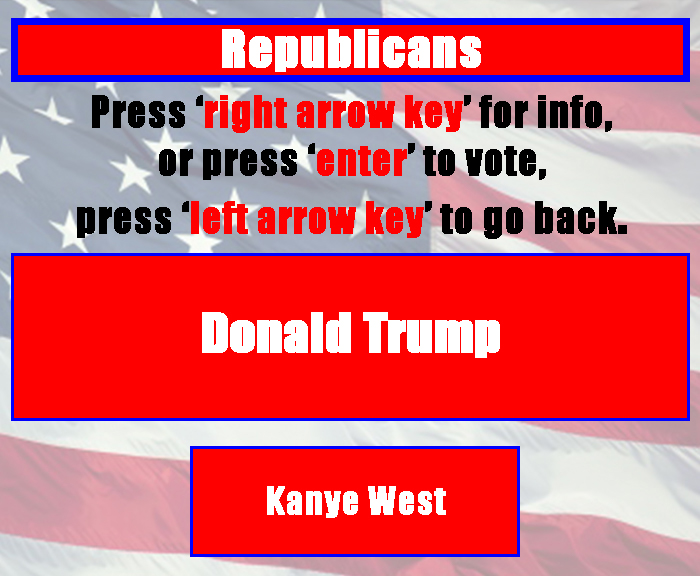 Republicans
Press ‘right arrow key’ for info,
or press ‘enter’ to vote,
press ‘left arrow key’ to go back.
Donald Trump
Kanye West